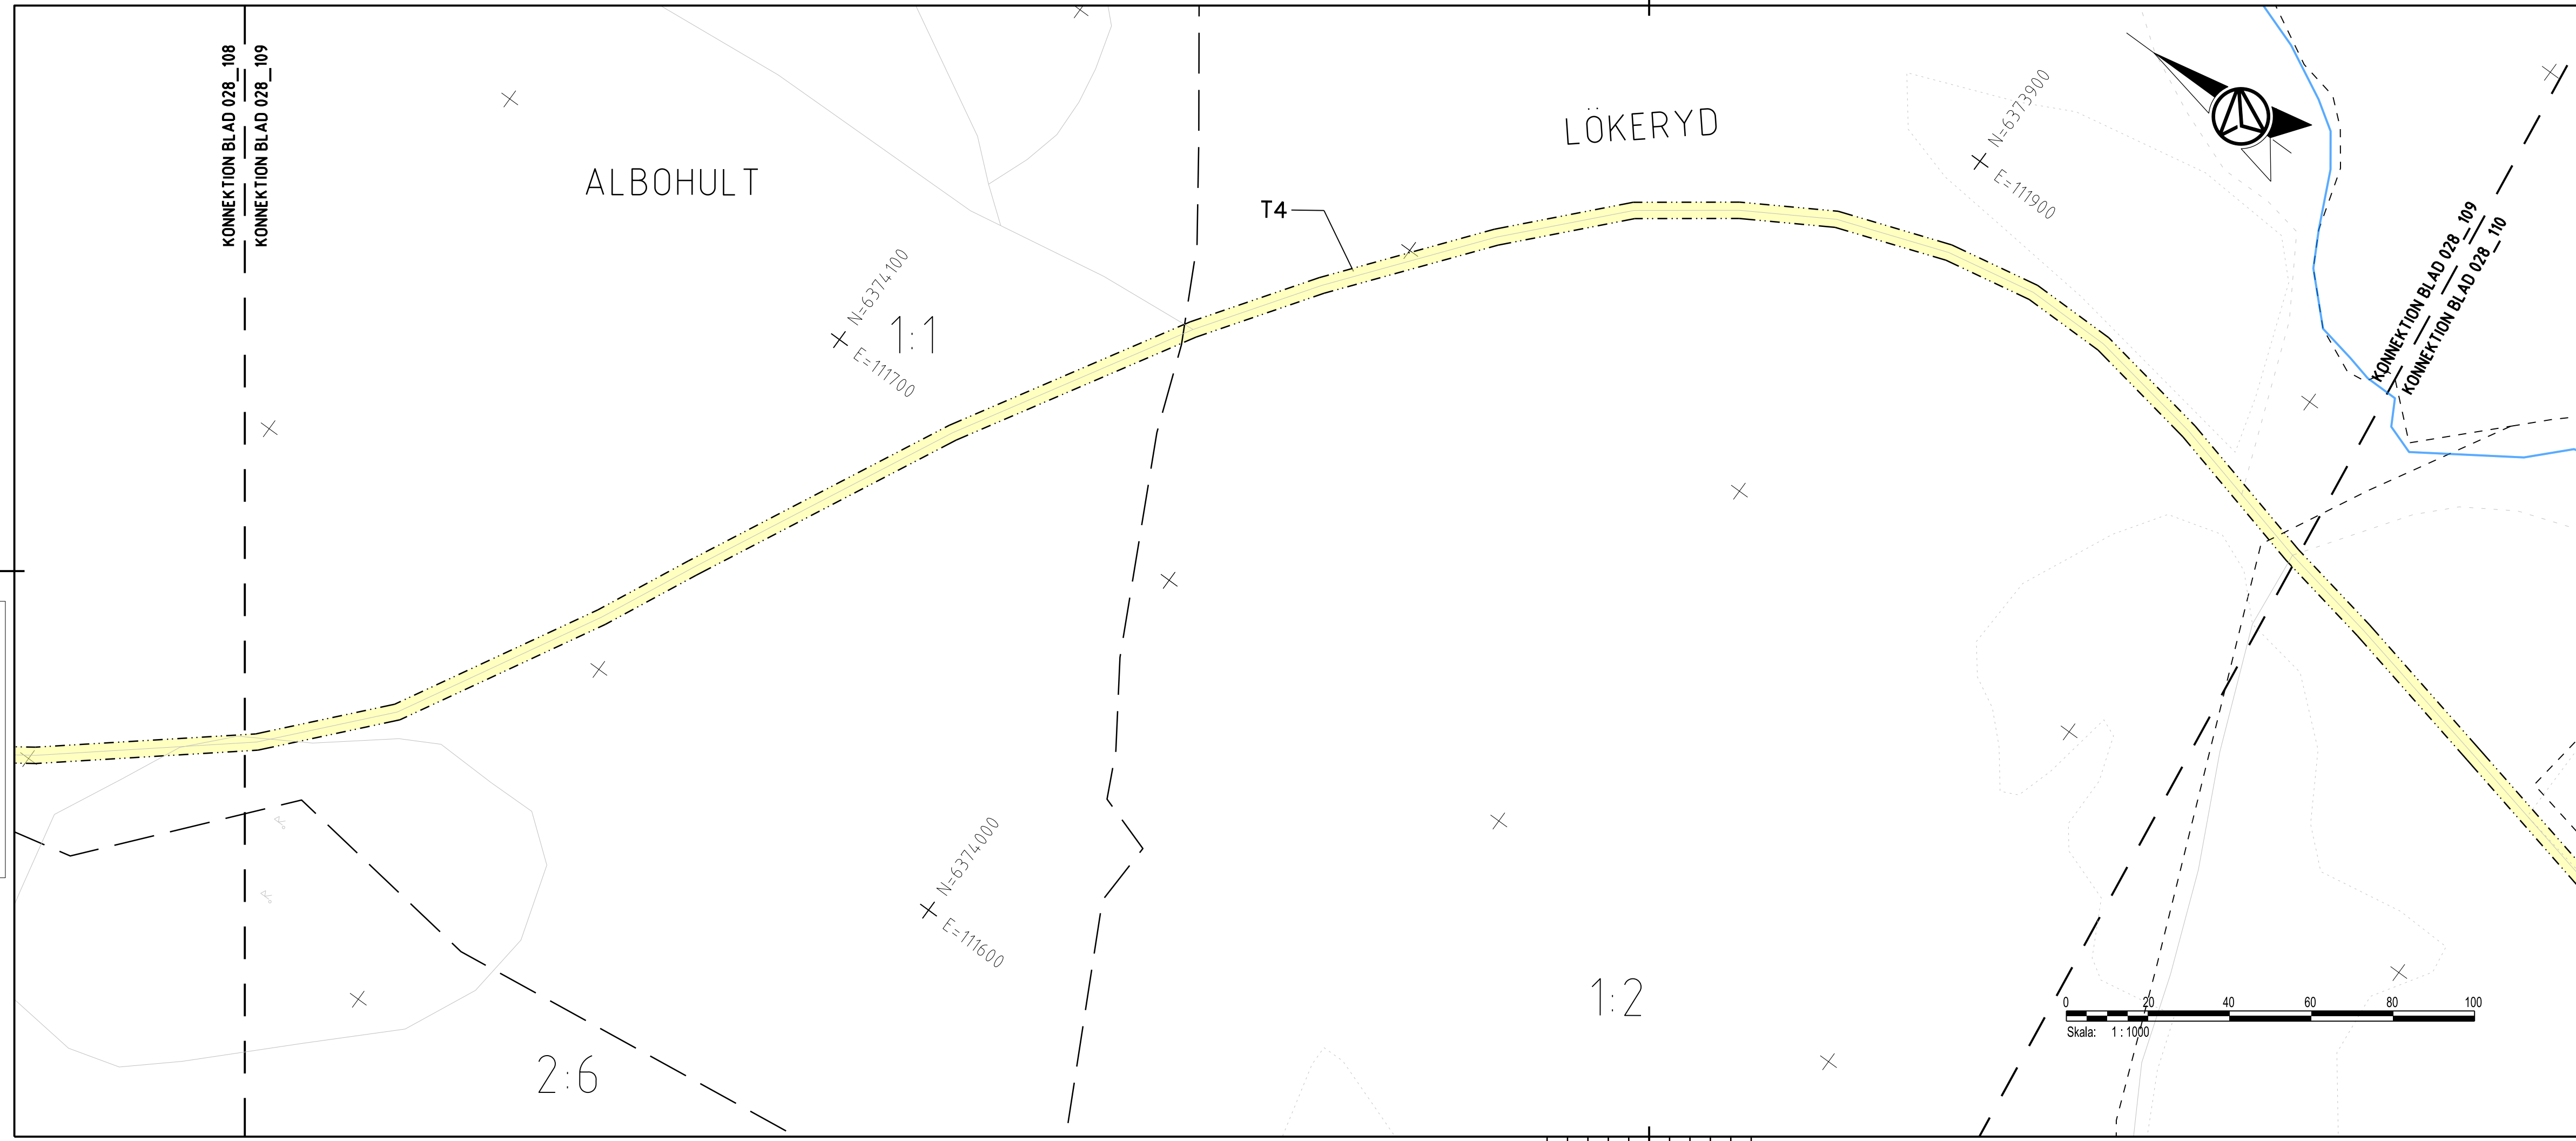 KONNEKTION BLAD 028_108
KONNEKTION BLAD 028_109
ALBOHULT
LÖKERYD
T4
N=6373900
E=111900
N=6374100
1:1
E=111700
KONNEKTION BLAD 028_109
KONNEKTION BLAD 028_110
N=6374000
E=111600
1:2
2:6
0 20 40 60 80 100
Skala: 1 : 1000